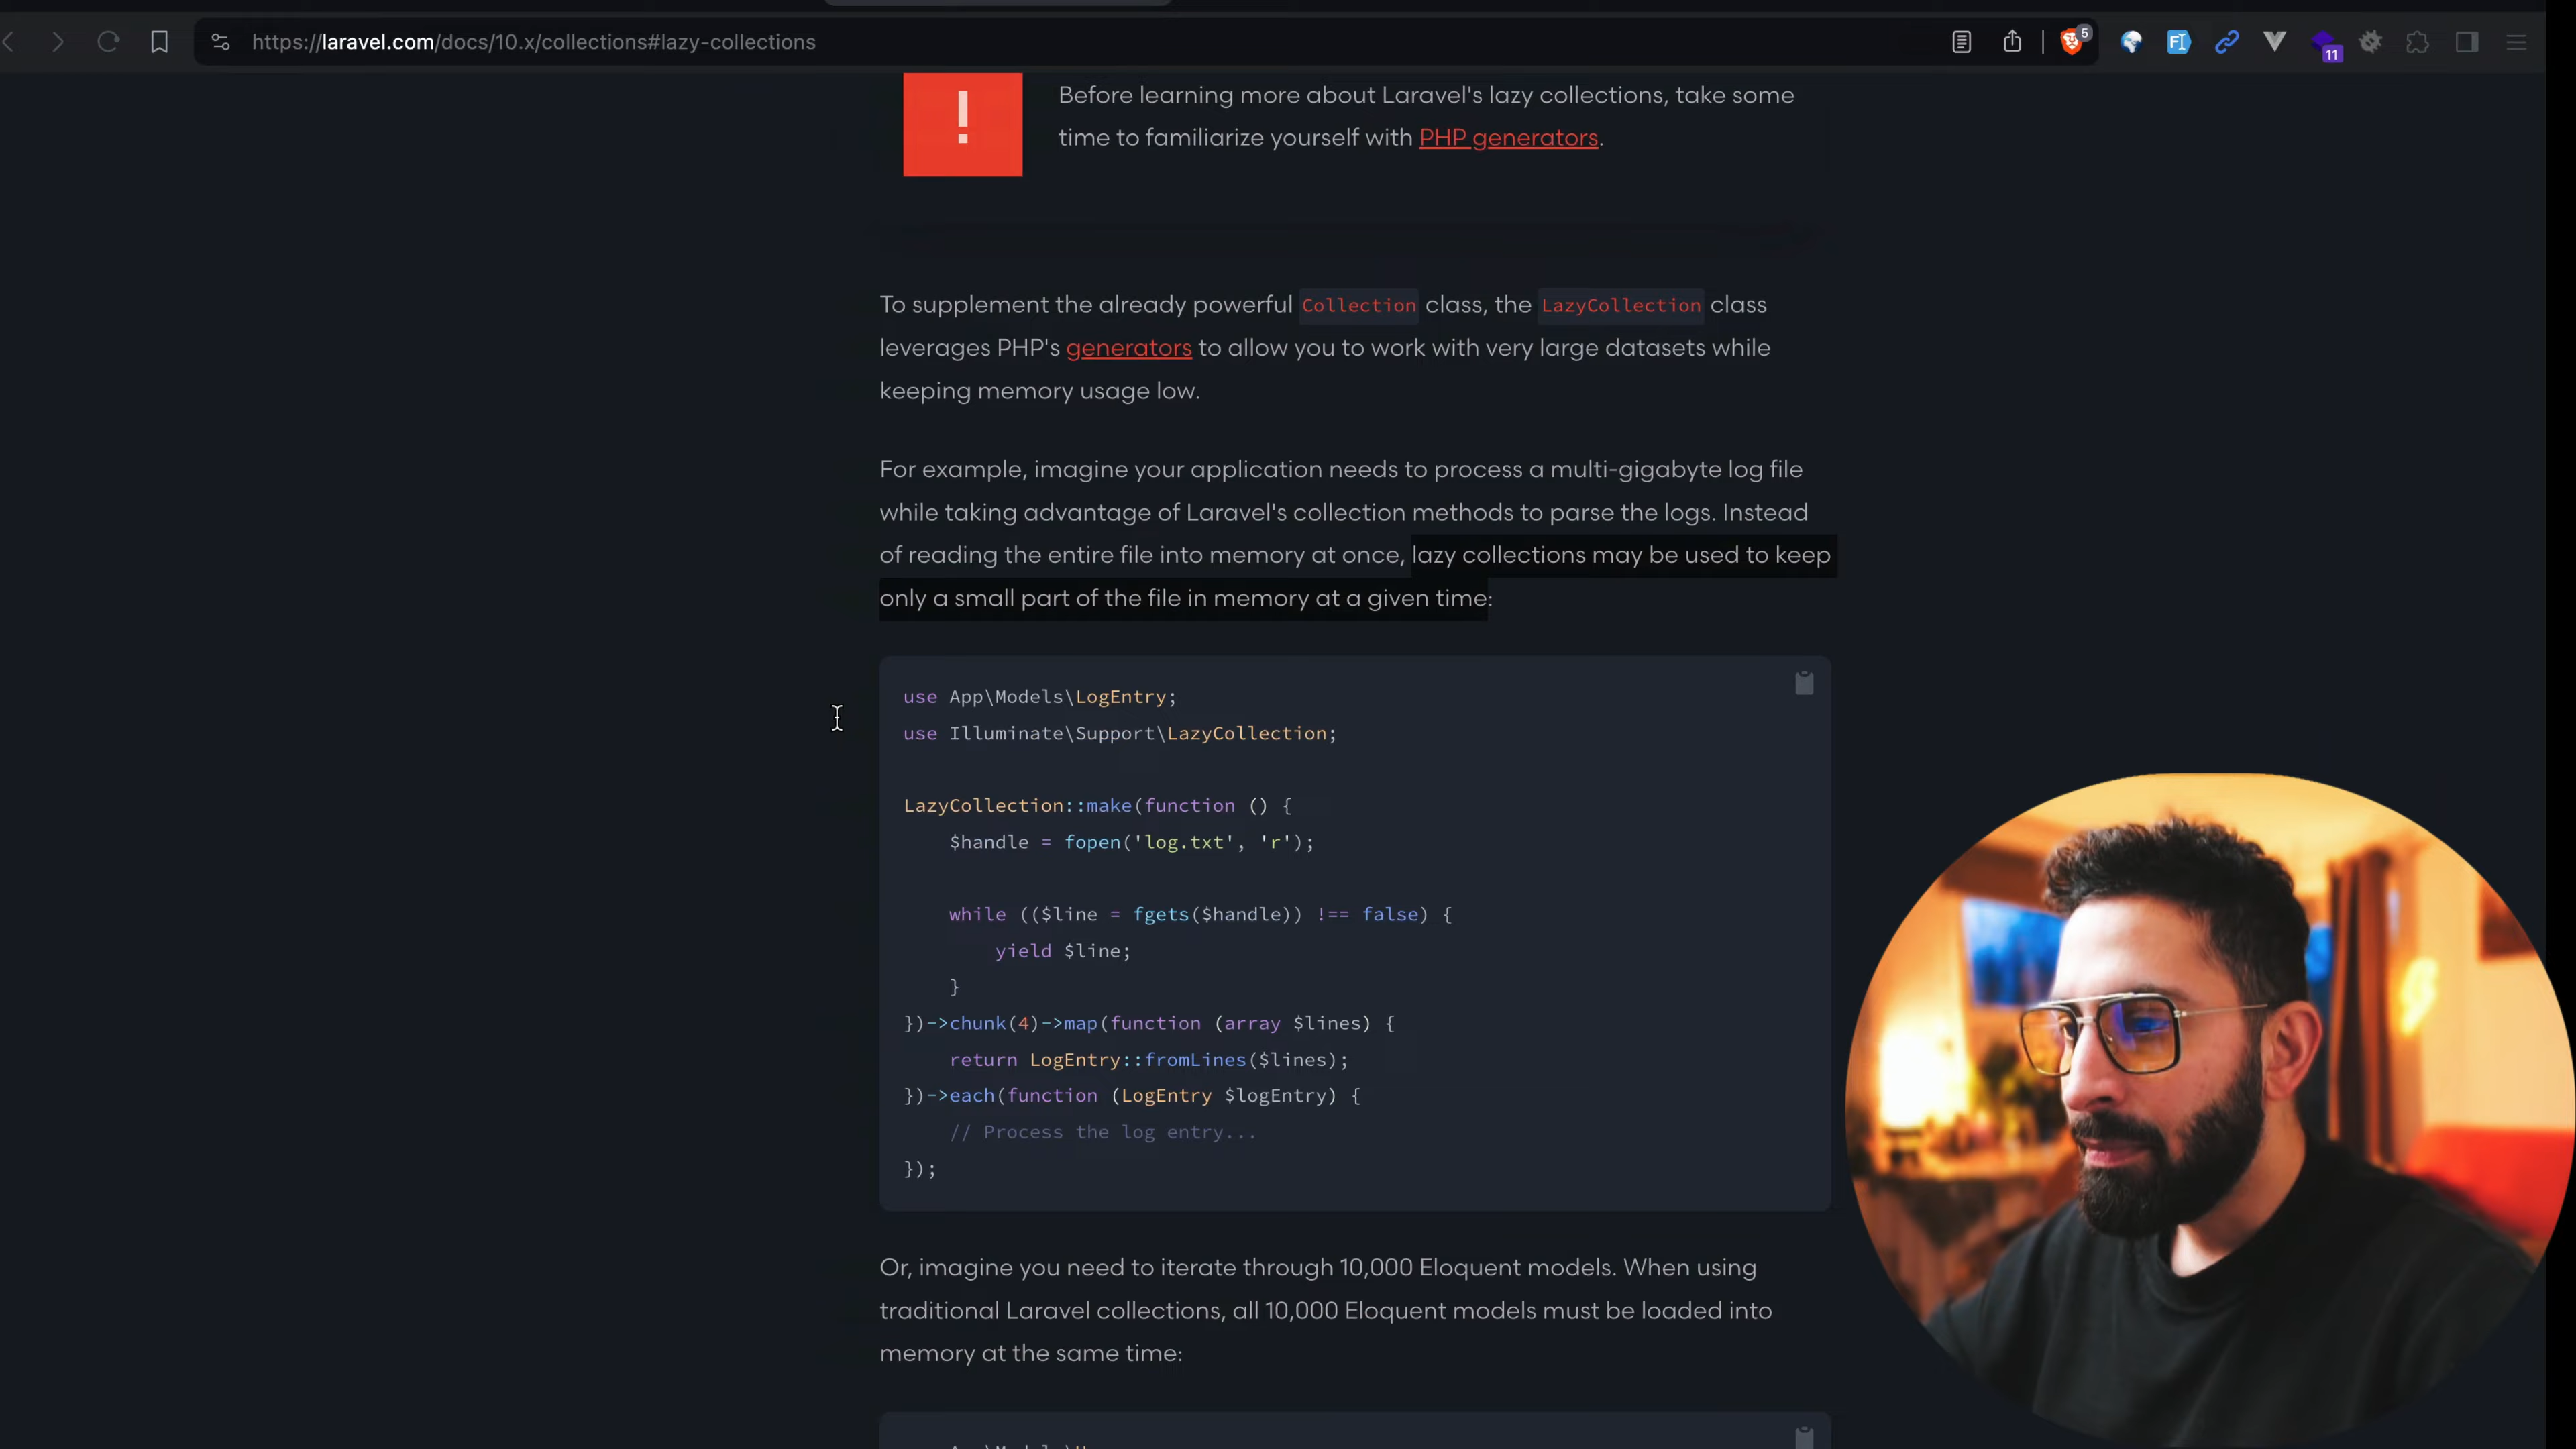 https://laravel.com/docs/10.x/collections#lazy-collections
5
11
!
Before learning more about Laravel's lazy collections, take some
time to familiarize yourself with PHP generators.
To supplement the already powerful Collection class, the LazyCollection class
leverages PHP's generators to allow you to work with very large datasets while
keeping memory usage low.
For example, imagine your application needs to process a multi-gigabyte log file
while taking advantage of Laravel's collection methods to parse the logs. Instead
of reading the entire file into memory at once, lazy collections may be used to keep
only a small part of the file in memory at a given time:
use App\Models\LogEntry;
use Illuminate\Support\LazyCollection;
LazyCollection::make(function () {
    $handle = fopen('log.txt', 'r');
    while (($line = fgets($handle)) !== false) {
        yield $line;
    }
})->chunk(4)->map(function (array $lines) {
    return LogEntry::fromLines($lines);
})->each(function (LogEntry $logEntry) {
    // Process the log entry...
});
Or, imagine you need to iterate through 10,000 Eloquent models. When using
traditional Laravel collections, all 10,000 Eloquent models must be loaded into
memory at the same time: